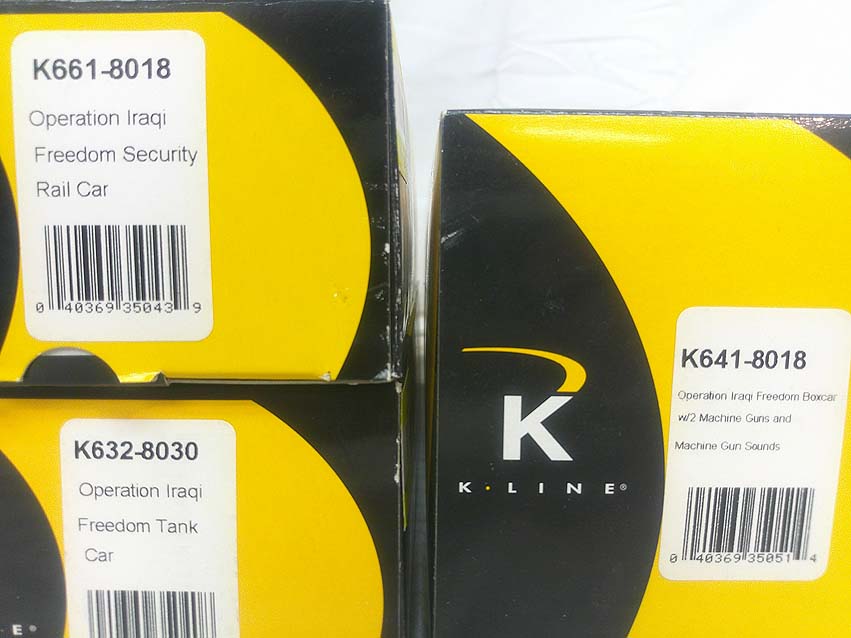 K661-8018
Operation Iraqi
Freedom Security
Rail Car
0 40369 35043 9
K632-8030
Operation Iraqi
Freedom Tank
Car
E®
K
K·LINE®
K641-8018
Operation Iraqi Freedom Boxcar
w/2 Machine Guns and
Machine Gun Sounds
0 40369 35051 4